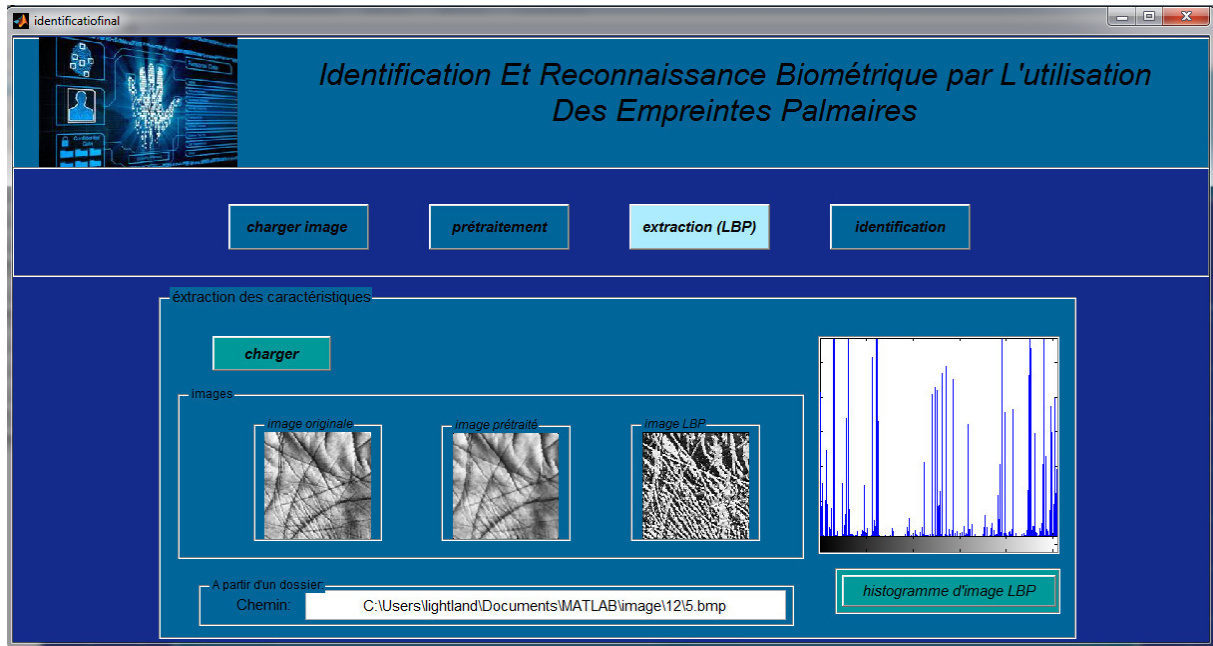 identificatiofinal
Identification Et Reconnaissance Biométrique par L'utilisation
Des Empreintes Palmaires
charger image
prétraitement
extraction (LBP)
identification
éxtraction des caractéristiques
charger
images
image originale
image prétraité
image LBP
A partir d'un dossier:
Chemin:
C:\Users\lightland\Documents\MATLAB\image\12\5.bmp
histogramme d'image LBP